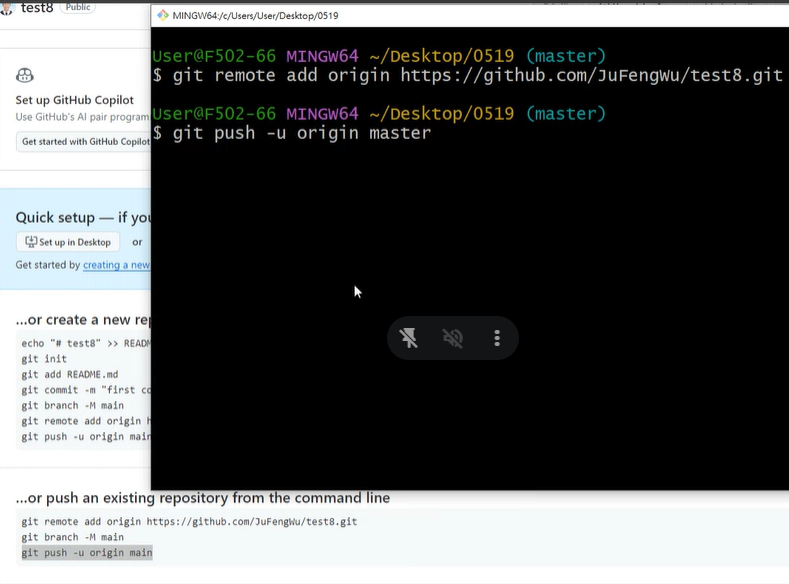 test8 Public
MINGW64:/c/Users/User/Desktop/0519
User@F502-66 MINGW64 ~/Desktop/0519 (master)
$ git remote add origin https://github.com/JuFengWu/test8.git
User@F502-66 MINGW64 ~/Desktop/0519 (master)
$ git push -u origin master
Set up GitHub Copilot
Use GitHub's AI pair program
Get started with GitHub Copilot
Quick setup — if you
Set up in Desktop or
Get started by creating a new
...or create a new rep
echo "# test8" >> READM
git init
git add README.md
git commit -m "first co
git branch -M main
git remote add origin h
git push -u origin main
...or push an existing repository from the command line
git remote add origin https://github.com/JuFengWu/test8.git
git branch -M main
git push -u origin main